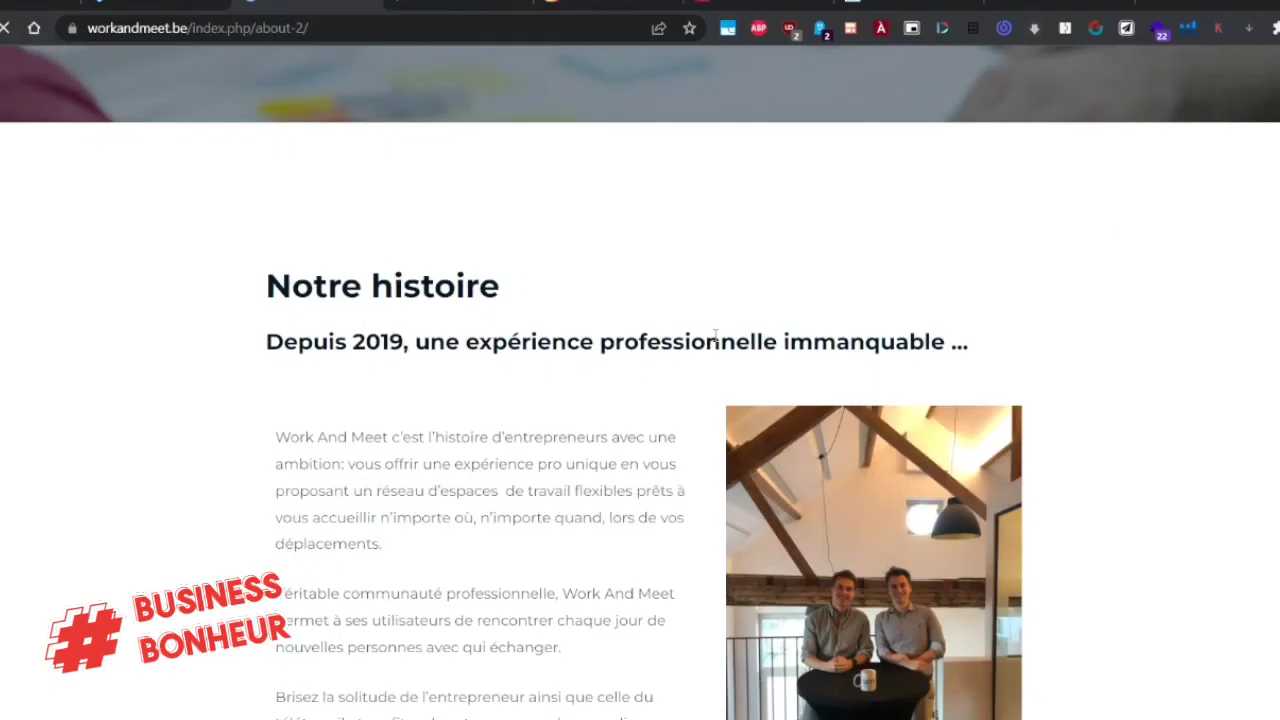 workandmeet.be/index.php/about-2/
ABP
2
2
22
Notre histoire
Depuis 2019, une expérience professionnelle immanquable ...
Work And Meet c’est l’histoire d’entrepreneurs avec une
ambition: vous offrir une expérience pro unique en vous
proposant un réseau d’espaces de travail flexibles prêts à
vous accueillir n’importe où, n’importe quand, lors de vos
déplacements.
éritable communauté professionnelle, Work And Meet
ermet à ses utilisateurs de rencontrer chaque jour de
nouvelles personnes avec qui échanger.
Brisez la solitude de l’entrepreneur ainsi que celle du
# BUSINESS
BONHEUR